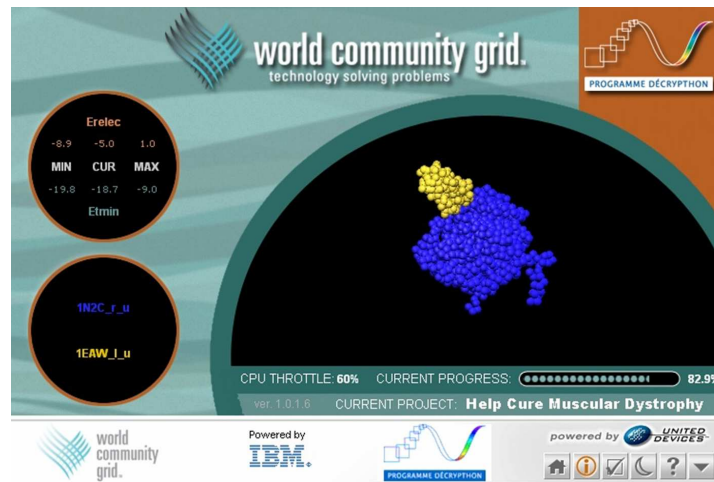 world community grid.
technology solving problems
PROGRAMME DÉCRYPTHON
Erelec
-8.9 -5.0 1.0
MIN CUR MAX
-19.8 -18.7 -9.0
Etmin
1N2C_r_u
1EAW_l_u
CPU THROTTLE: 60% CURRENT PROGRESS: 82.9%
ver. 1.0.1.6 CURRENT PROJECT: Help Cure Muscular Dystrophy
world
community
grid.
Powered by
IBM.
PROGRAMME DÉCRYPTHON
powered by UNITED DEVICES
?